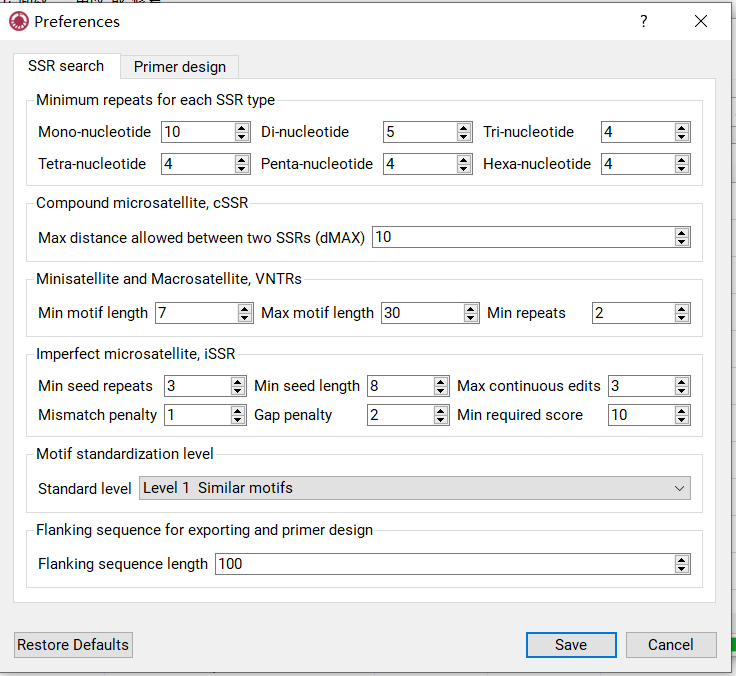 Preferences
SSR search Primer design
Minimum repeats for each SSR type
Mono-nucleotide 10 Di-nucleotide 5 Tri-nucleotide 4
Tetra-nucleotide 4 Penta-nucleotide 4 Hexa-nucleotide 4
Compound microsatellite, cSSR
Max distance allowed between two SSRs (dMAX) 10
Minisatellite and Macrosatellite, VNTRs
Min motif length 7 Max motif length 30 Min repeats 2
Imperfect microsatellite, iSSR
Min seed repeats 3 Min seed length 8 Max continuous edits 3
Mismatch penalty 1 Gap penalty 2 Min required score 10
Motif standardization level
Standard level Level 1 Similar motifs
Flanking sequence for exporting and primer design
Flanking sequence length 100
Restore Defaults Save Cancel